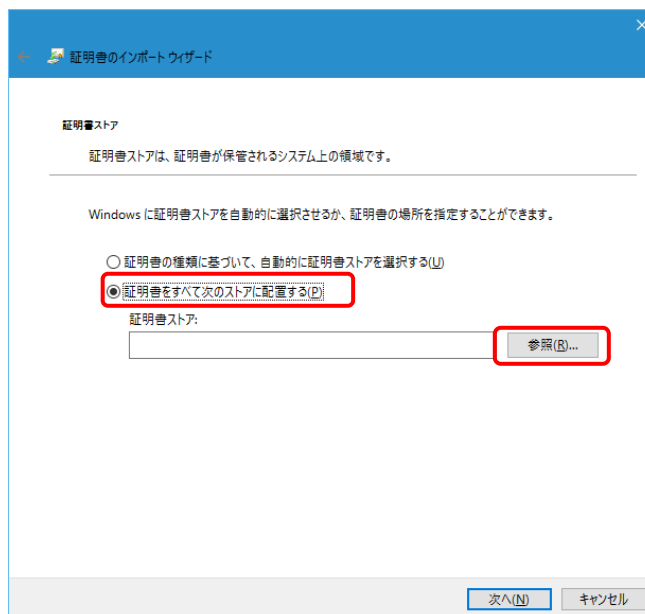 証明書のインポート ウィザード
証明書ストア
証明書ストアは、証明書が保管されるシステム上の領域です。
Windows に証明書ストアを自動的に選択させるか、証明書の場所を指定することができます。
証明書の種類に基づいて、自動的に証明書ストアを選択する(U)
証明書をすべて次のストアに配置する(P)
証明書ストア:
参照(R)...
次へ(N)
キャンセル